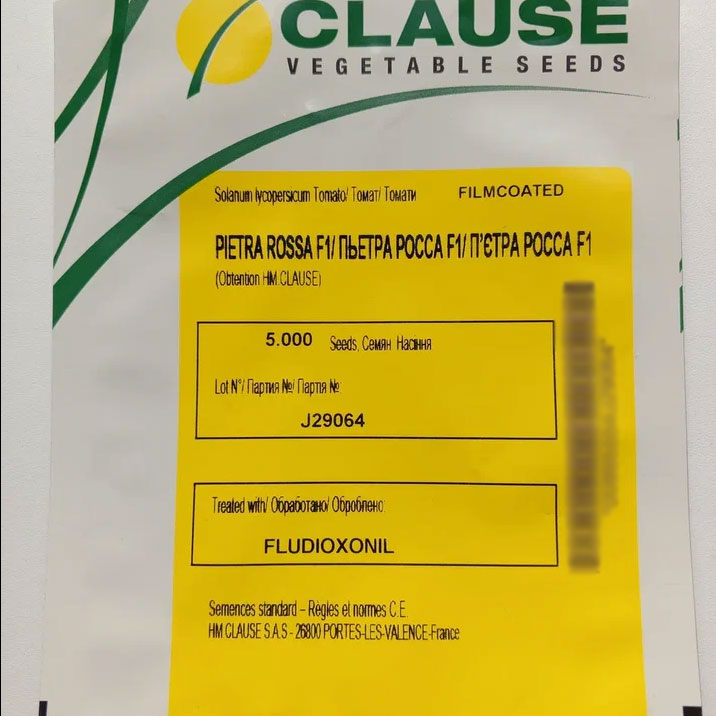 CLAUSE
VEGETABLE SEEDS
Solanum lycopersicum Tomato/ Томат/ Томати FILMCOATED
PIETRA ROSSA F1/ ПЬЕТРА РОССА F1/ П'ЄТРА РОССА F1
(Obtention HM.CLAUSE)
5.000 Seeds, Семян Насіння
Lot N°/ Партия №/ Партія №
J29064
Treated with/ Обработано/ Оброблено:
FLUDIOXONIL
Semences standard – Règles et normes C.E.
HM CLAUSE S.A.S - 26800 PORTES-LES-VALENCE-France